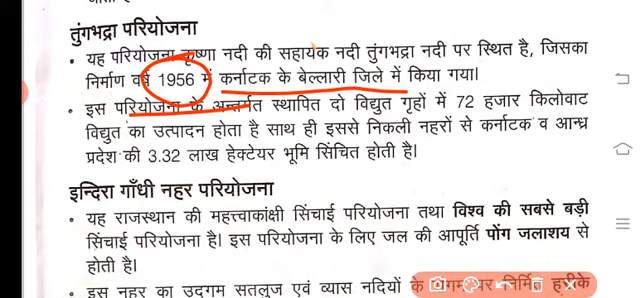 तुंगभद्रा परियोजना
• यह परियोजना कृष्णा नदी की सहायक नदी तुंगभद्रा नदी पर स्थित है, जिसका
निर्माण वर्ष 1956 में कर्नाटक के बेल्लारी जिले में किया गया।
• इस परियोजना के अन्तर्गत स्थापित दो विद्युत गृहों में 72 हजार किलोवाट
विद्युत का उत्पादन होता है साथ ही इससे निकली नहरों से कर्नाटक व आन्ध्र
प्रदेश की 3.32 लाख हेक्टेयर भूमि सिंचित होती है।
इन्दिरा गाँधी नहर परियोजना
• यह राजस्थान की महत्त्वाकांक्षी सिंचाई परियोजना तथा विश्व की सबसे बड़ी
सिंचाई परियोजना है। इस परियोजना के लिए जल की आपूर्ति पोंग जलाशय से
होती है।
• इस नहर का उद्गम सतलुज एवं व्यास नदियों के पर निर्मित हरीके